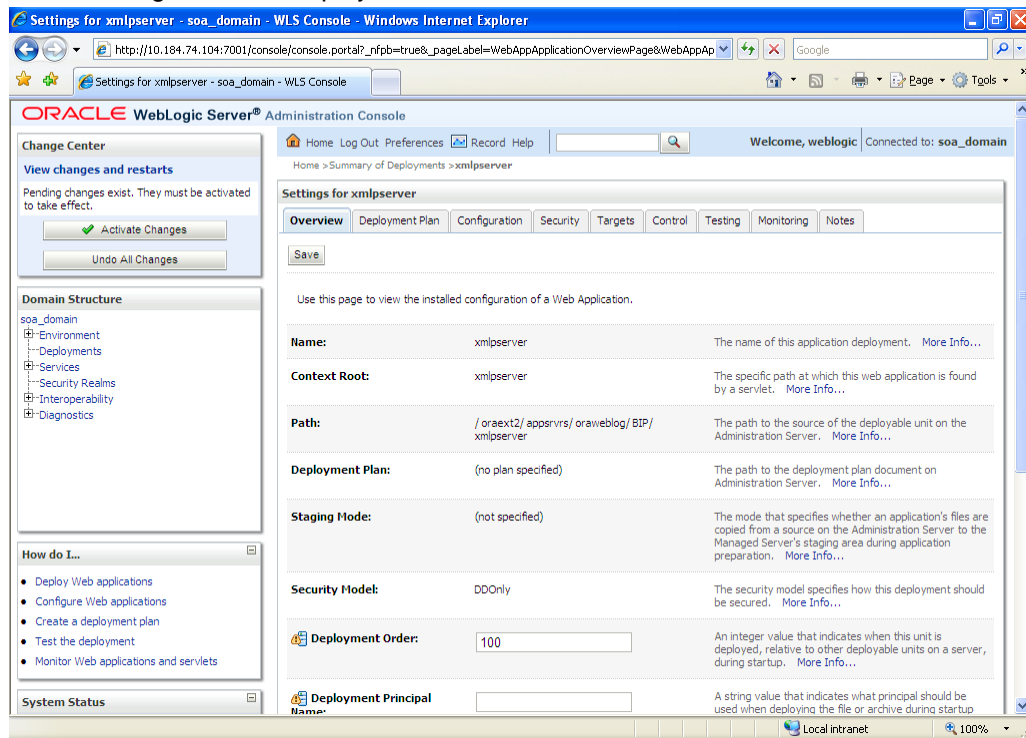 Settings for xmlpserver - soa_domain - WLS Console - Windows Internet Explorer
http://10.184.74.104:7001/console/console.portal?_nfpb=true&_pageLabel=WebAppApplicationOverviewPage&WebAppAp
Google
Settings for xmlpserver - soa_domain - WLS Console
Page
Tools
ORACLE WebLogic Server® Administration Console
Change Center
View changes and restarts
Pending changes exist. They must be activated
to take effect.
Activate Changes
Undo All Changes
Domain Structure
soa_domain
Environment
Deployments
Services
Security Realms
Interoperability
Diagnostics
How do I...
Deploy Web applications
Configure Web applications
Create a deployment plan
Test the deployment
Monitor Web applications and servlets
System Status
Home Log Out Preferences Record Help
Welcome, weblogic Connected to: soa_domain
Home >Summary of Deployments >xmlpserver
Settings for xmlpserver
Overview Deployment Plan Configuration Security Targets Control Testing Monitoring Notes
Save
Use this page to view the installed configuration of a Web Application.
Name: xmlpserver The name of this application deployment. More Info...
Context Root: xmlpserver The specific path at which this web application is found
by a servlet. More Info...
Path: / oraext2/ appsrvrs/ oraweblog/ BIP/ The path to the source of the deployable unit on the
xmlpserver Administration Server. More Info...
Deployment Plan: (no plan specified) The path to the deployment plan document on
Administration Server. More Info...
Staging Mode: (not specified) The mode that specifies whether an application's files are
copied from a source on the Administration Server to the
Managed Server's staging area during application
preparation. More Info...
Security Model: DDOnly The security model specifies how this deployment should
be secured. More Info...
Deployment Order: 100 An integer value that indicates when this unit is
deployed, relative to other deployable units on a server,
during startup. More Info...
Deployment Principal A string value that indicates what principal should be
Name: used when deploying the file or archive during startup
Local intranet 100%